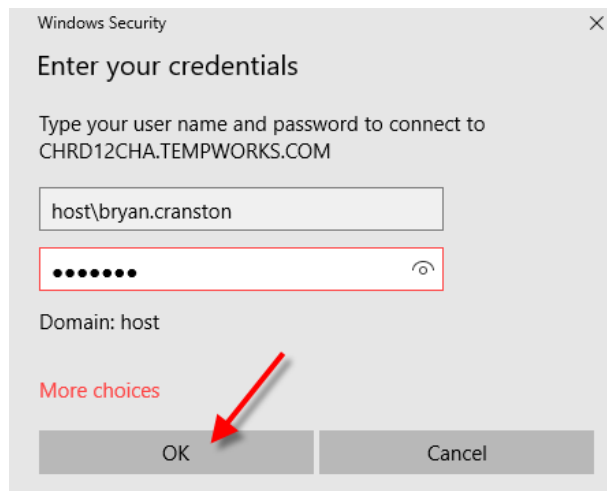 Windows Security
Enter your credentials
Type your user name and password to connect to
CHRD12CHA.TEMPWORKS.COM
host\bryan.cranston
•••••••
Domain: host
More choices
OK
Cancel